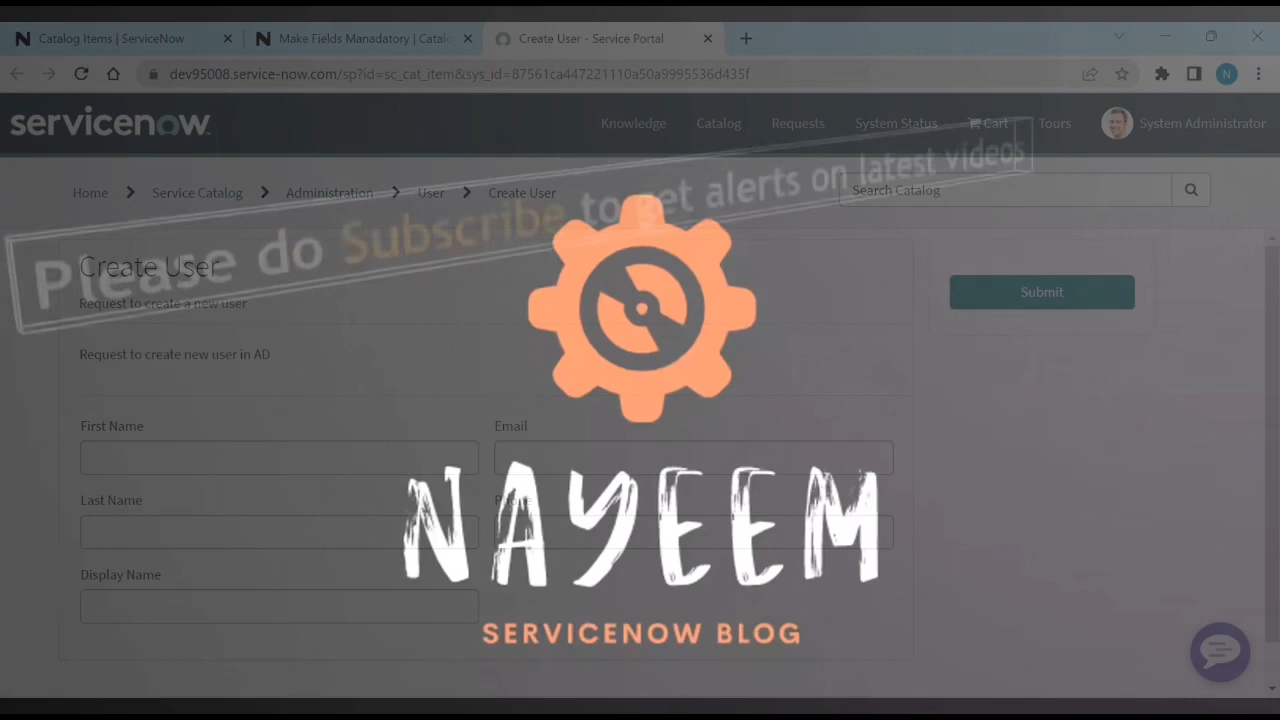 Catalog Items | ServiceNow
Make Fields Manadatory | Catalo
Create User - Service Portal
dev95008.service-now.com/sp?id=sc_cat_item&sys_id=87561ca447221110a50a9995536d435f
N
servicenow
Knowledge
Catalog
Requests
System Status
Cart
Tours
System Administrator
Home
Service Catalog
Administration
User
Create User
Search Catalog
Please do Subscribe to get alerts on latest videos
Create User
Request to create a new user
Submit
Request to create new user in AD
First Name
Email
Last Name
Display Name
NAYEEM
SERVICENOW BLOG